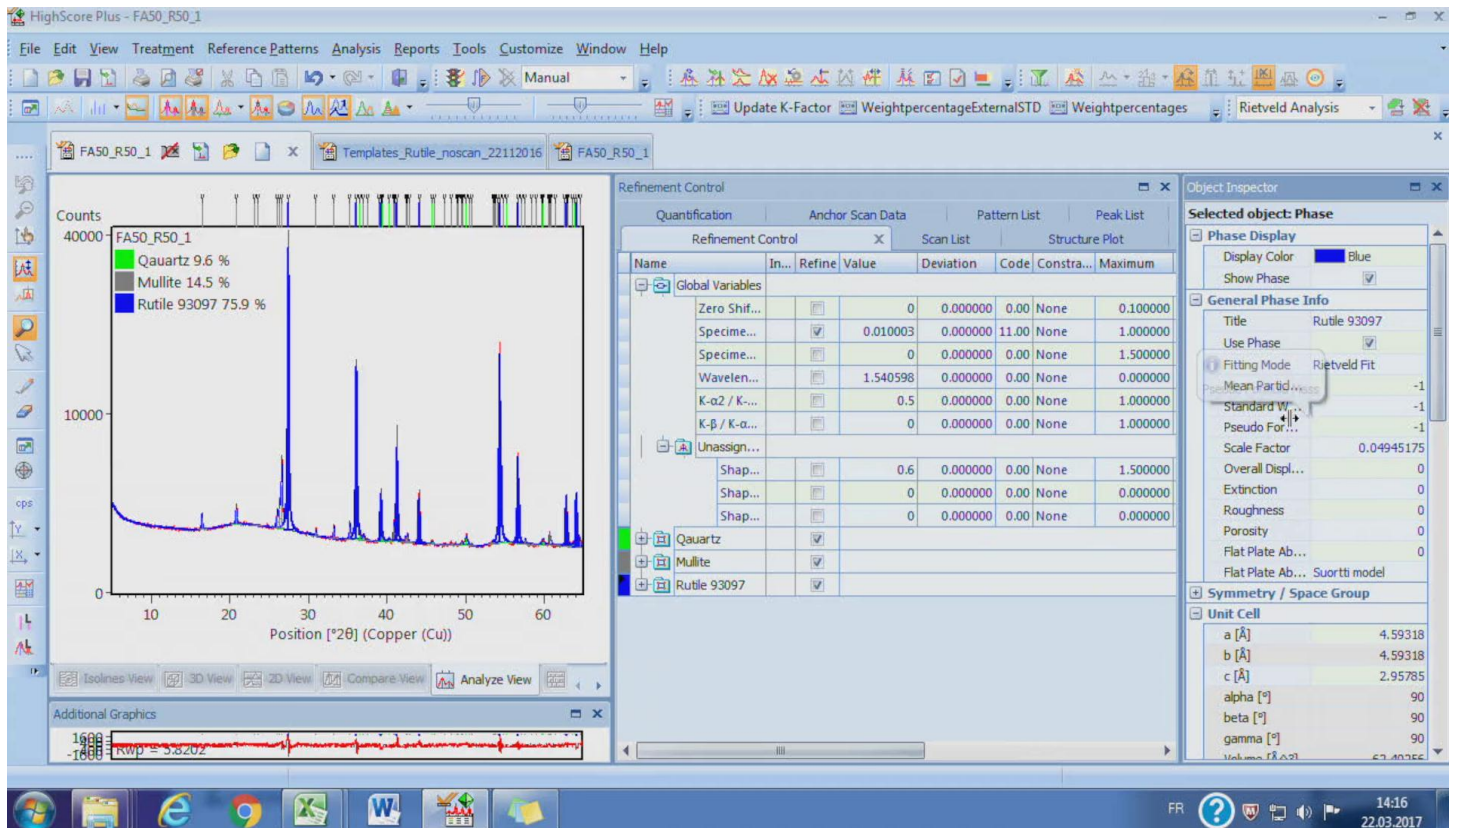 HighScore Plus - FA50_R50_1
File Edit View Treatment Reference Patterns Analysis Reports Tools Customize Window Help
Manual
Update K-Factor WeightpercentageExternalSTD Weightpercentages Rietveld Analysis
FA50_R50_1 Templates_Rutile_noscan_22112016 FA50_R50_1
Counts
40000
10000
0
FA50_R50_1
Qauartz 9.6 %
Mullite 14.5 %
Rutile 93097 75.9 %
10 20 30 40 50 60
Position [°2θ] (Copper (Cu))
Isolines View 3D View 2D View Compare View Analyze View
Additional Graphics
Rwp = 5.8202
Refinement Control
Quantification Anchor Scan Data Pattern List Peak List
Refinement Control X Scan List Structure Plot
Name In... Refine Value Deviation Code Constra... Maximum
Global Variables
Zero Shif... 0 0.000000 0.00 None 0.100000
Specime... 0.010003 0.000000 11.00 None 1.000000
Specime... 0 0.000000 0.00 None 1.500000
Wavelen... 1.540598 0.000000 0.00 None 0.000000
K-α2 / K-... 0.5 0.000000 0.00 None 1.000000
K-β / K-α... 0 0.000000 0.00 None 1.000000
Unassign...
Shap... 0.6 0.000000 0.00 None 1.500000
Shap... 0 0.000000 0.00 None 0.000000
Shap... 0 0.000000 0.00 None 0.000000
Qauartz
Mullite
Rutile 93097
Object Inspector
Selected object: Phase
Phase Display
Display Color Blue
Show Phase
General Phase Info
Title Rutile 93097
Use Phase
Fitting Mode Rietveld Fit
Mean Partid... -1
Standard W... -1
Pseudo For... -1
Scale Factor 0.04945175
Overall Displ... 0
Extinction 0
Roughness 0
Porosity 0
Flat Plate Ab... 0
Flat Plate Ab... Suortti model
Symmetry / Space Group
Unit Cell
a [Å] 4.59318
b [Å] 4.59318
c [Å] 2.95785
alpha [°] 90
beta [°] 90
gamma [°] 90
cps
FR
14:16
22.03.2017